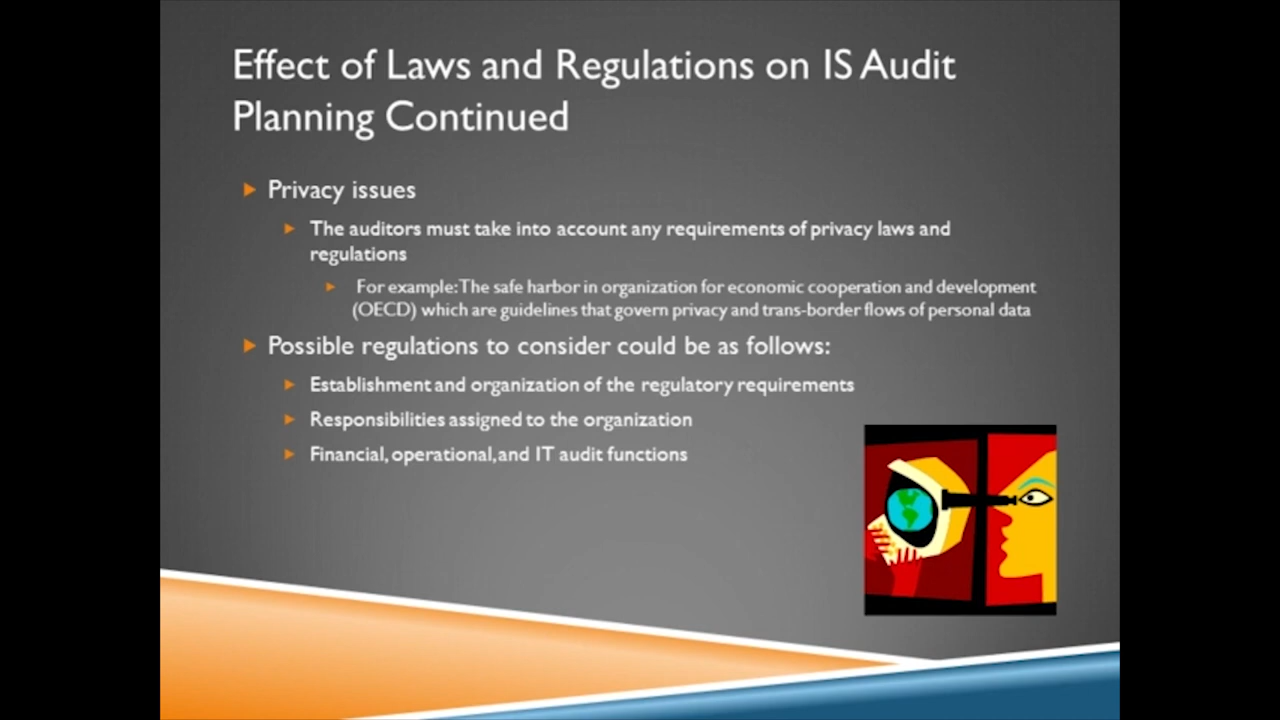 Effect of Laws and Regulations on IS Audit
Planning Continued
Privacy issues
The auditors must take into account any requirements of privacy laws and
regulations
For example:The safe harbor in organization for economic cooperation and development
(OECD) which are guidelines that govern privacy and trans-border flows of personal data
Possible regulations to consider could be as follows:
Establishment and organization of the regulatory requirements
Responsibilities assigned to the organization
Financial, operational,and IT audit functions